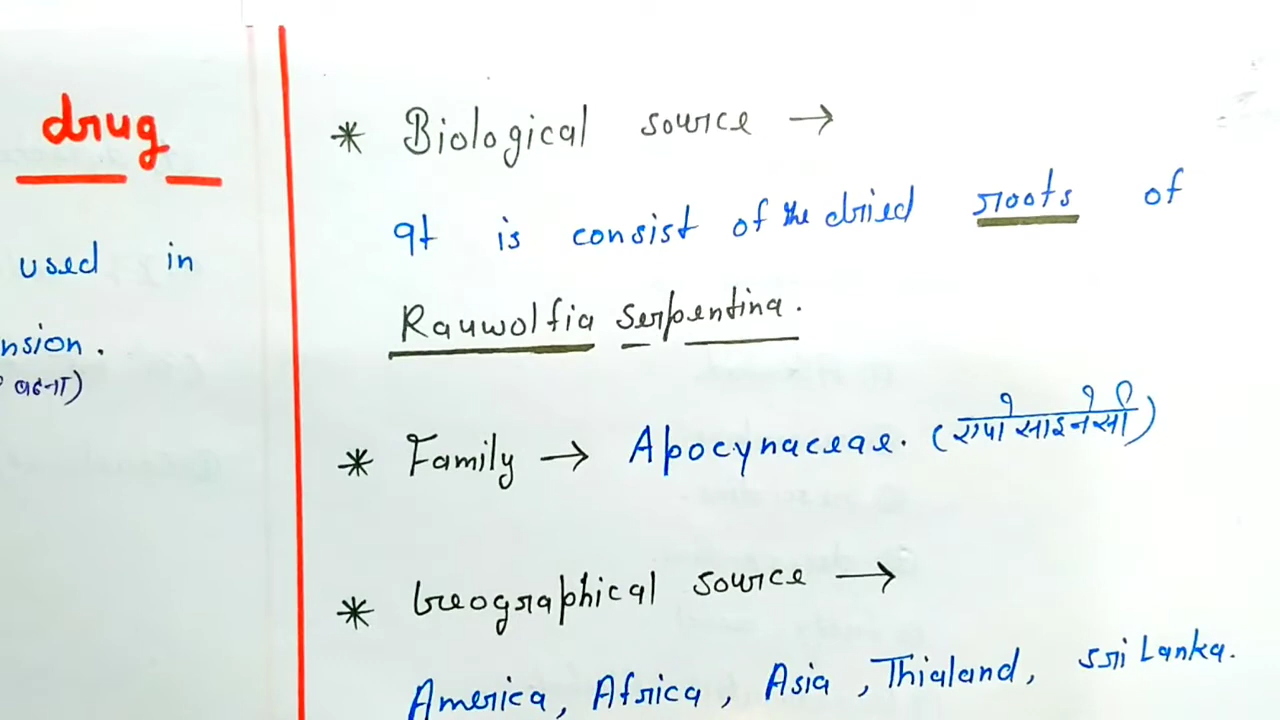 drug
used in
nsion.
वटना)
* Biological source →
It is consist of the dried roots of
Rauwolfia serpentina.
* Family → Apocynaceae. (एपोसाइनेसी)
* Geographical source →
America, Africa, Asia, Thialand, Sri Lanka.